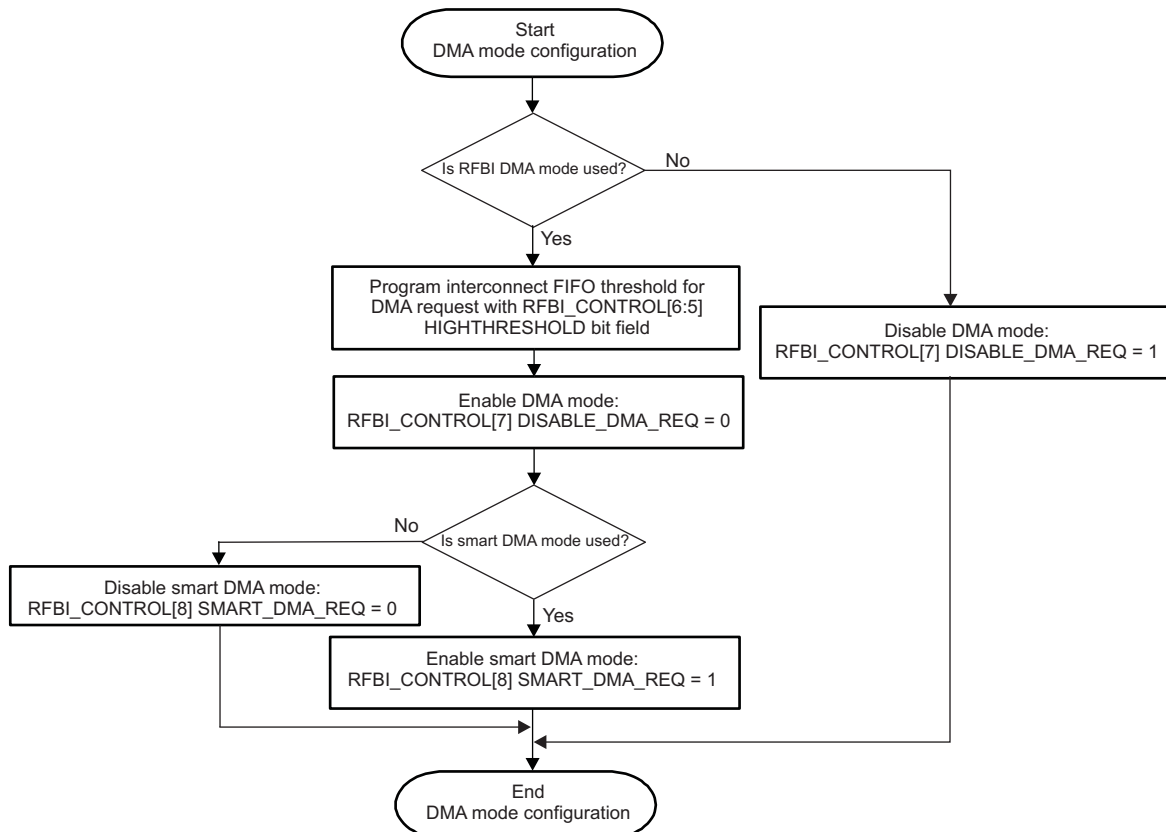 Start
DMA mode configuration
Is RFBI DMA mode used?
No
Yes
Program interconnect FIFO threshold for
DMA request with RFBI_CONTROL[6:5]
HIGHTHRESHOLD bit field
Disable DMA mode:
RFBI_CONTROL[7] DISABLE_DMA_REQ = 1
Enable DMA mode:
RFBI_CONTROL[7] DISABLE_DMA_REQ = 0
No
Is smart DMA mode used?
Disable smart DMA mode:
RFBI_CONTROL[8] SMART_DMA_REQ = 0
Yes
Enable smart DMA mode:
RFBI_CONTROL[8] SMART_DMA_REQ = 1
End
DMA mode configuration